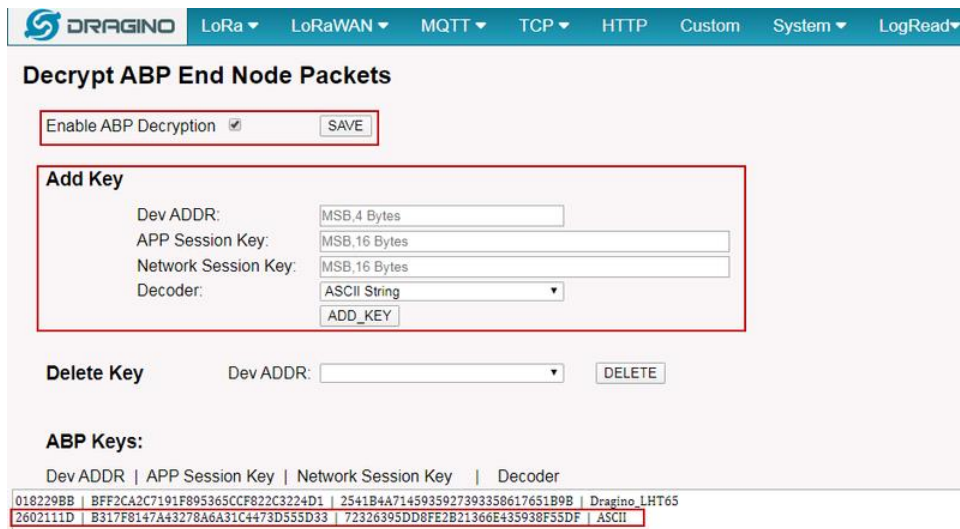 DRAGINO LoRa LoRaWAN MQTT TCP HTTP Custom System LogRead
Decrypt ABP End Node Packets
Enable ABP Decryption SAVE
Add Key
Dev ADDR: MSB,4 Bytes
APP Session Key: MSB,16 Bytes
Network Session Key: MSB,16 Bytes
Decoder: ASCII String
ADD_KEY
Delete Key Dev ADDR: DELETE
ABP Keys:
Dev ADDR | APP Session Key | Network Session Key | Decoder
018229BB | BFF2CA2C7191F895365CCF822C3224D1 | 2541B4A7145935927393358617651B9B | Dragino_LHT65
2602111D | B317F8147A43278A6A31C4473D555D33 | 72326395DD8FE2B21366E435938F55DF | ASCII